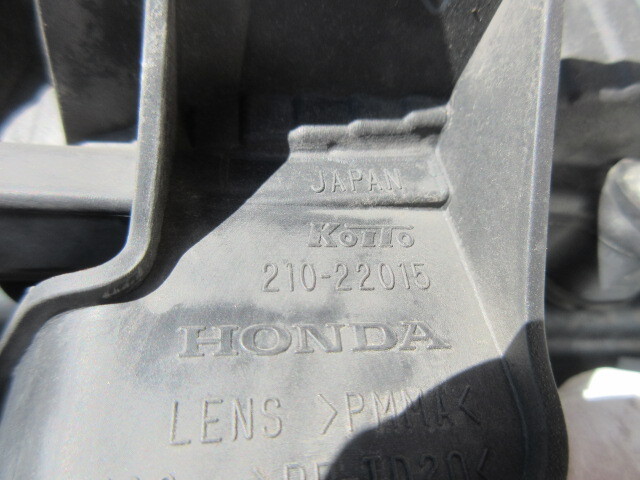 JAPAN
KOITO
210-22015
HONDA
LENS >PMMA<